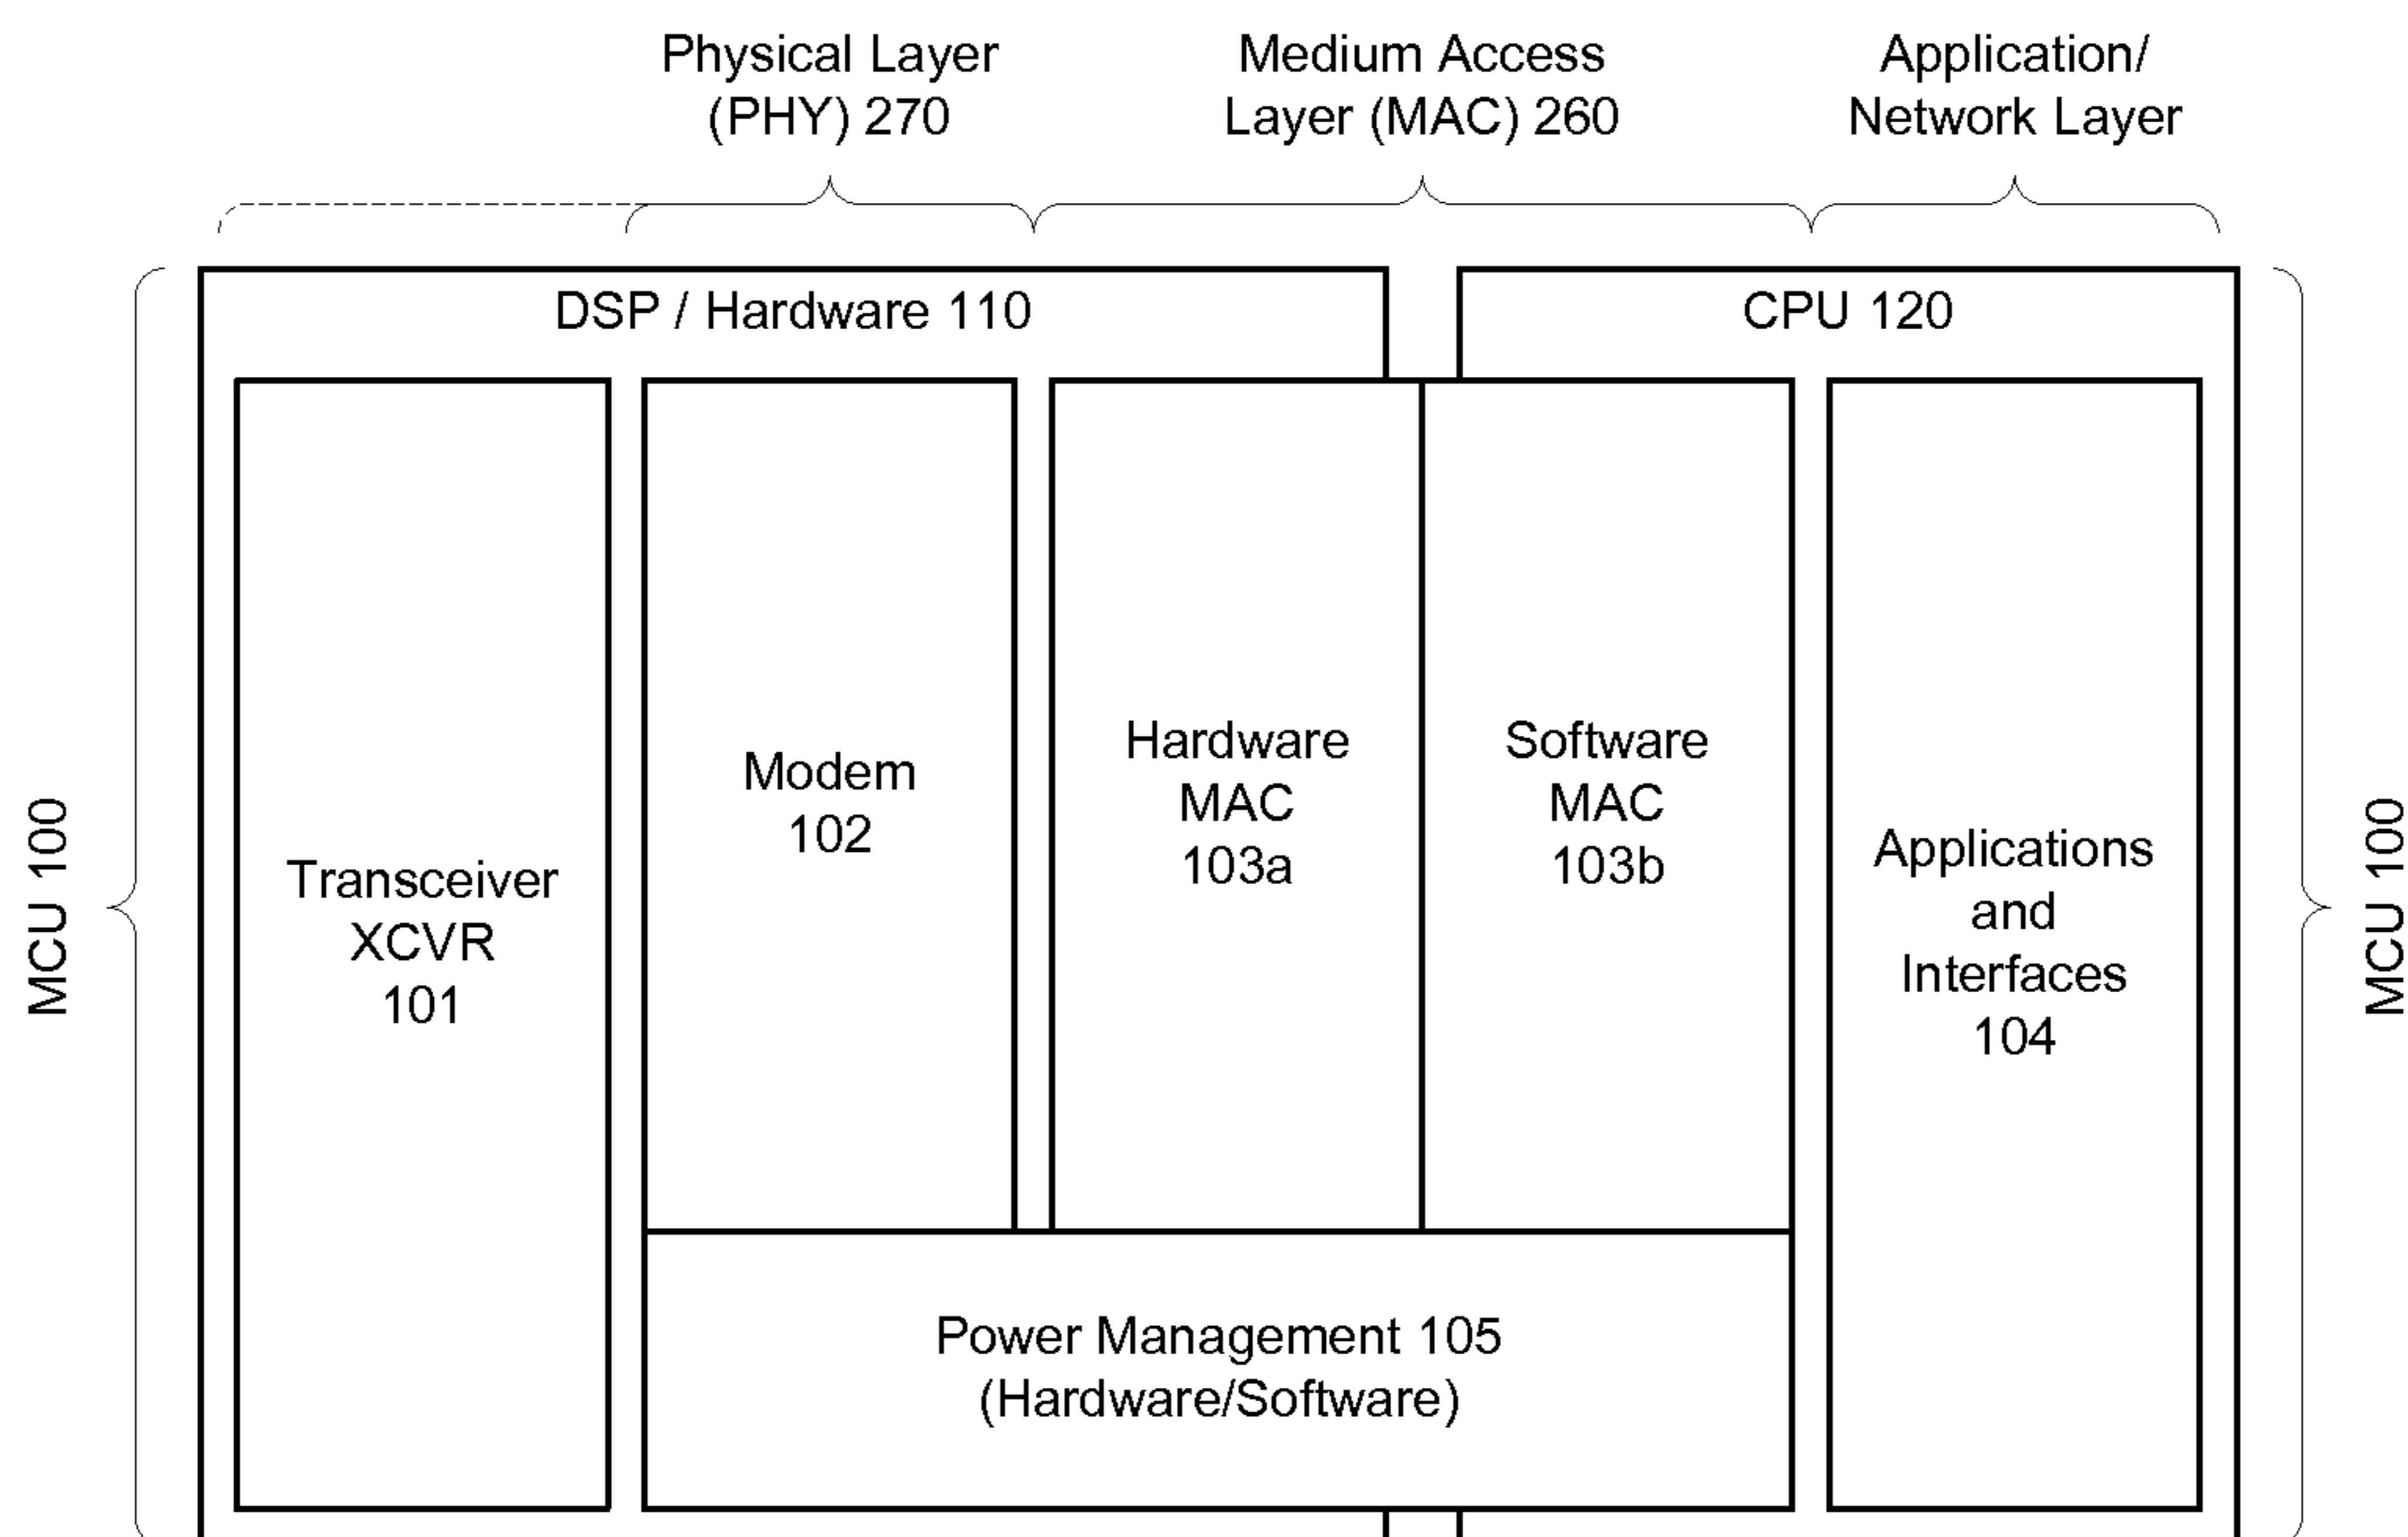 Physical Layer
(PHY) 270
Medium Access
Layer (MAC) 260
Application/
Network Layer
DSP / Hardware 110
CPU 120
MCU 100
Transceiver
XCVR
101
Modem
102
Hardware
MAC
103a
Software
MAC
103b
Applications
and
Interfaces
104
MCU 100
Power Management 105
(Hardware/Software)